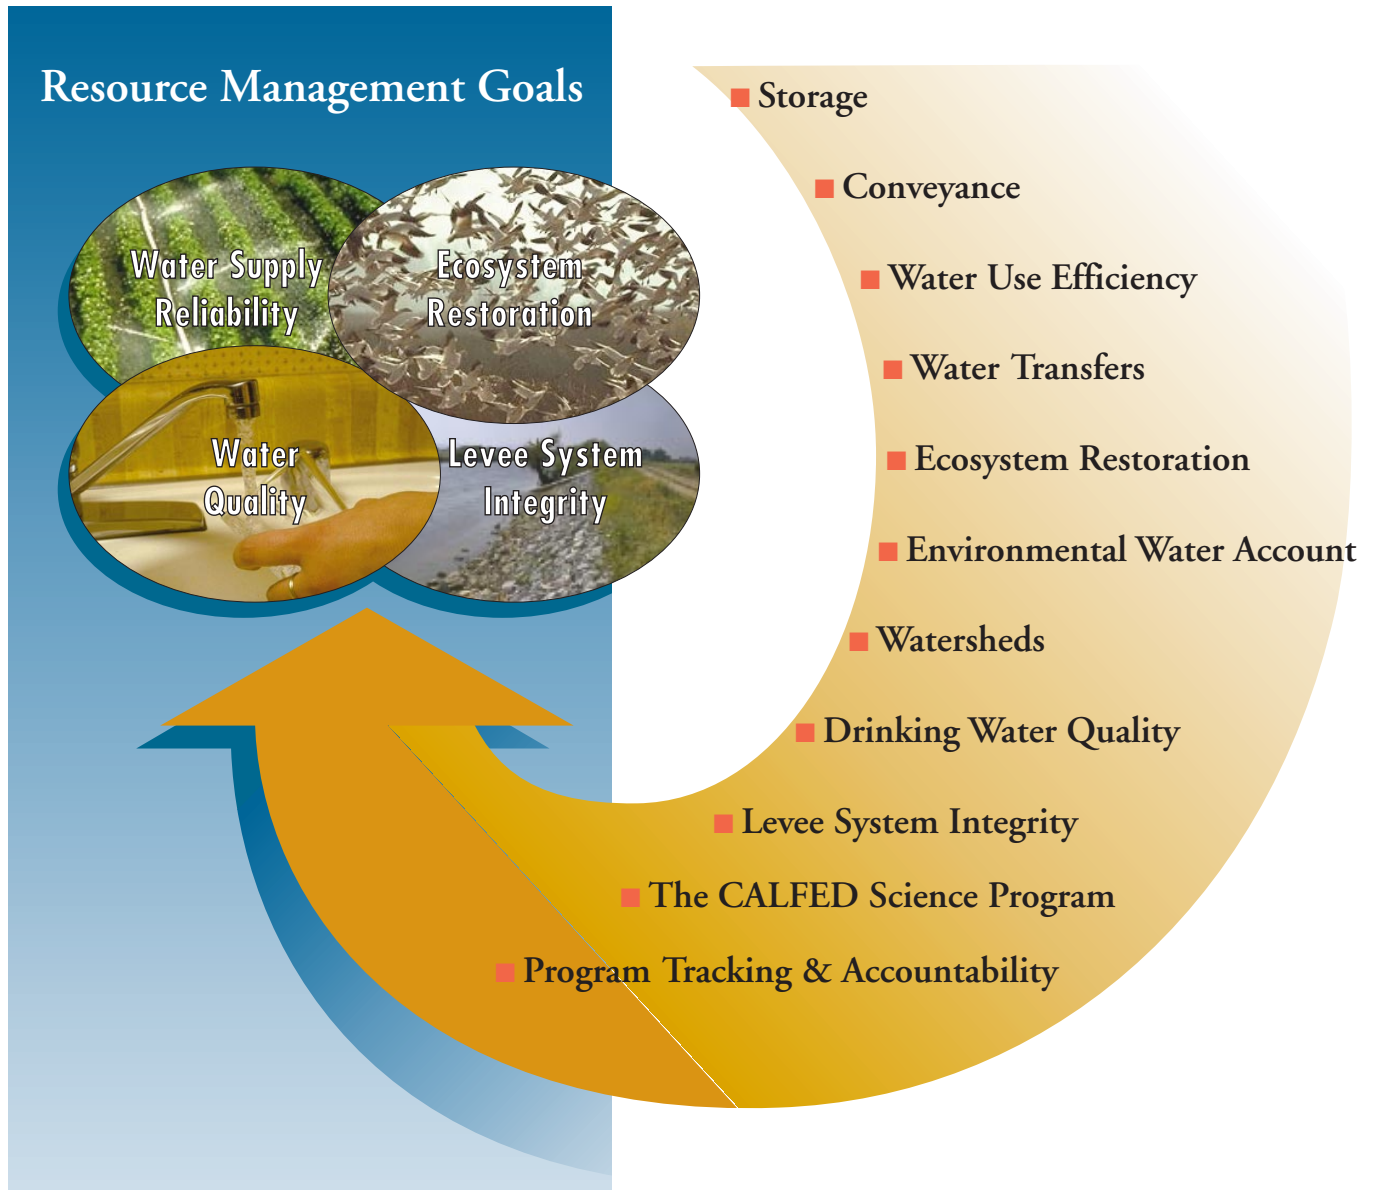 Resource Management Goals
Water Supply
Reliability
Ecosystem
Restoration
Water
Quality
Levee System
Integrity
Storage
Conveyance
Water Use Efficiency
Water Transfers
Ecosystem Restoration
Environmental Water Account
Watersheds
Drinking Water Quality
Levee System Integrity
The CALFED Science Program
Program Tracking & Accountability